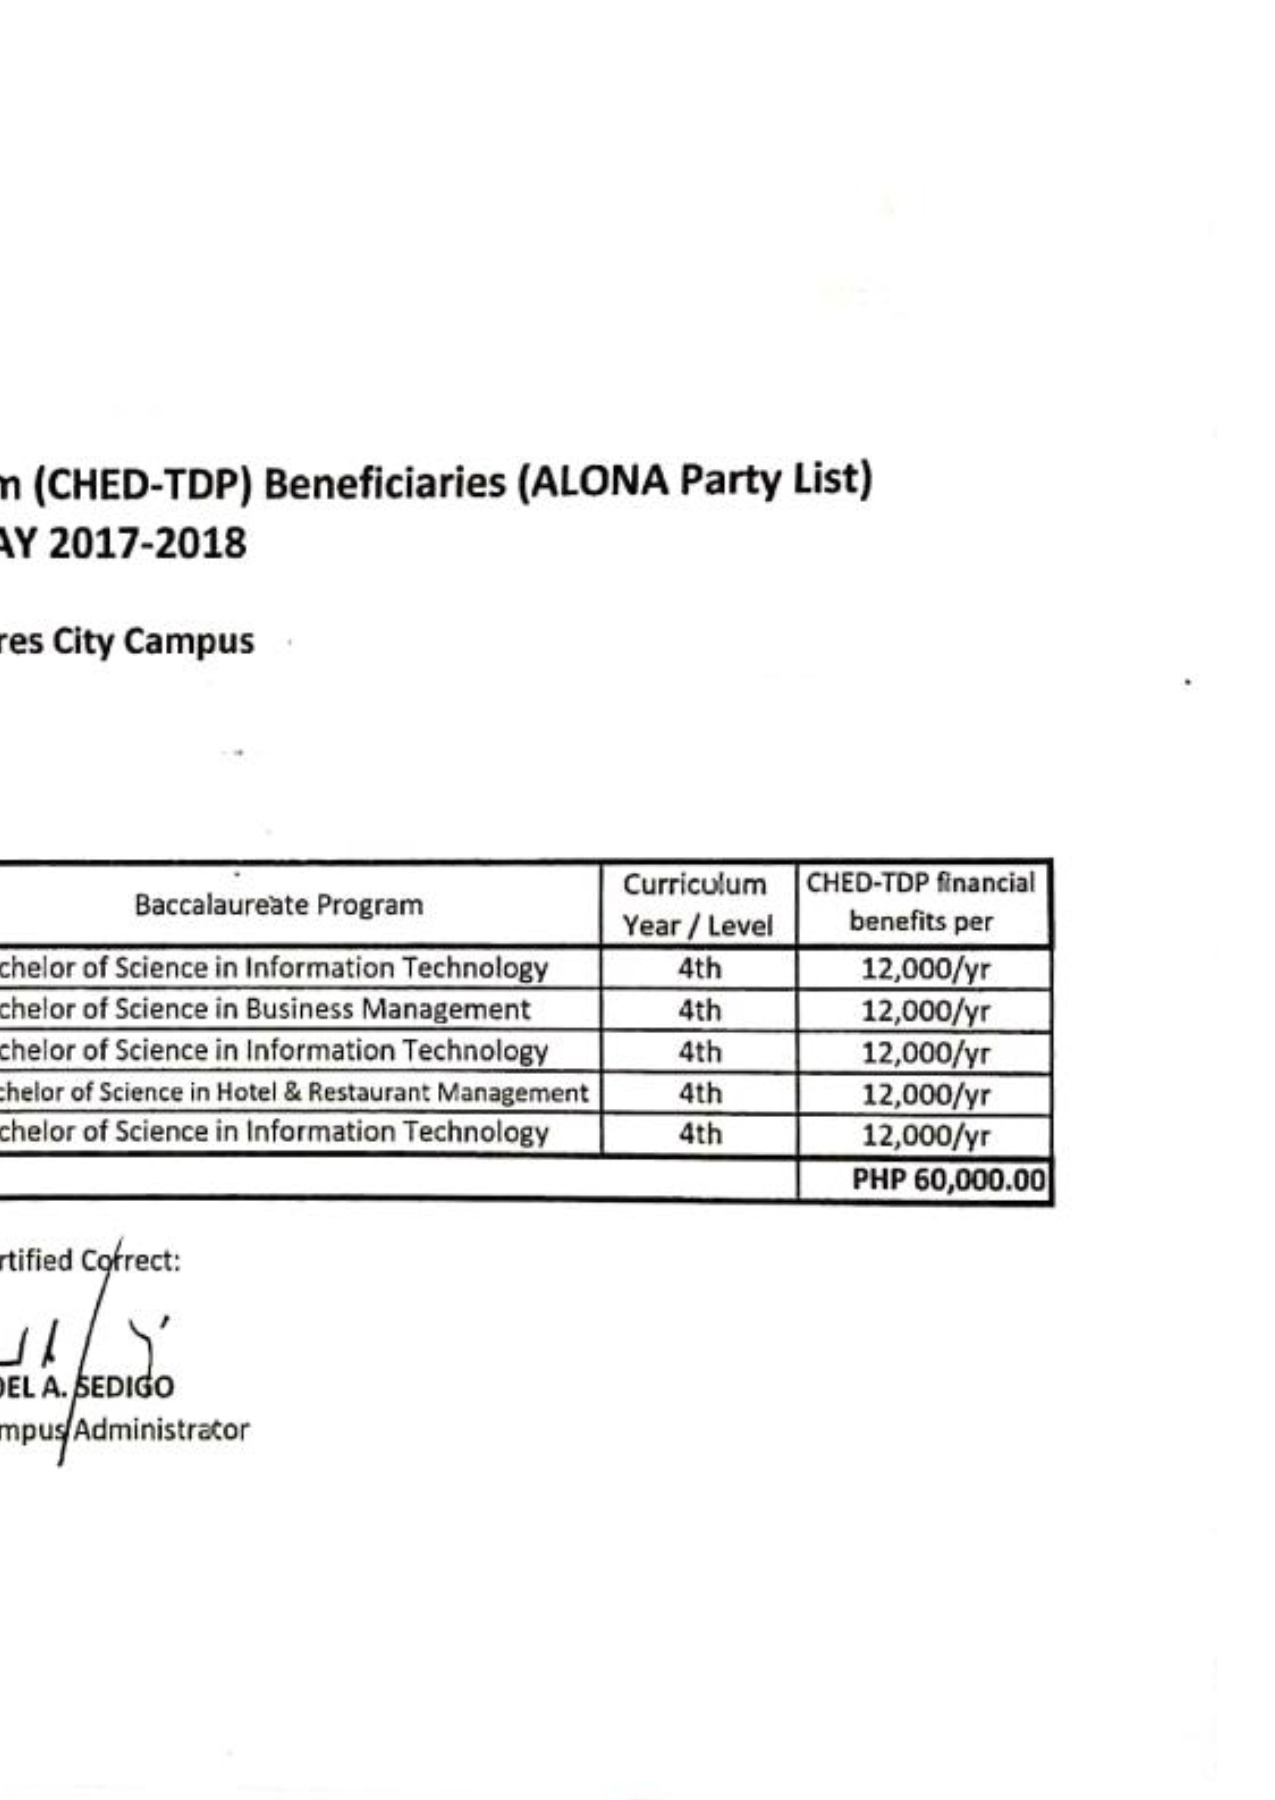 m (CHED-TDP) Beneficiaries (ALONA Party List)
AY 2017-2018
res City Campus
Baccalaureate Program
Curriculum Year / Level
CHED-TDP financial benefits per
chelor of Science in Information Technology 4th 12,000/yr
chelor of Science in Business Management 4th 12,000/yr
chelor of Science in Information Technology 4th 12,000/yr
chelor of Science in Hotel & Restaurant Management 4th 12,000/yr
chelor of Science in Information Technology 4th 12,000/yr
PHP 60,000.00
rtified Correct:
DEL A. SEDIGO
mpus Administrator